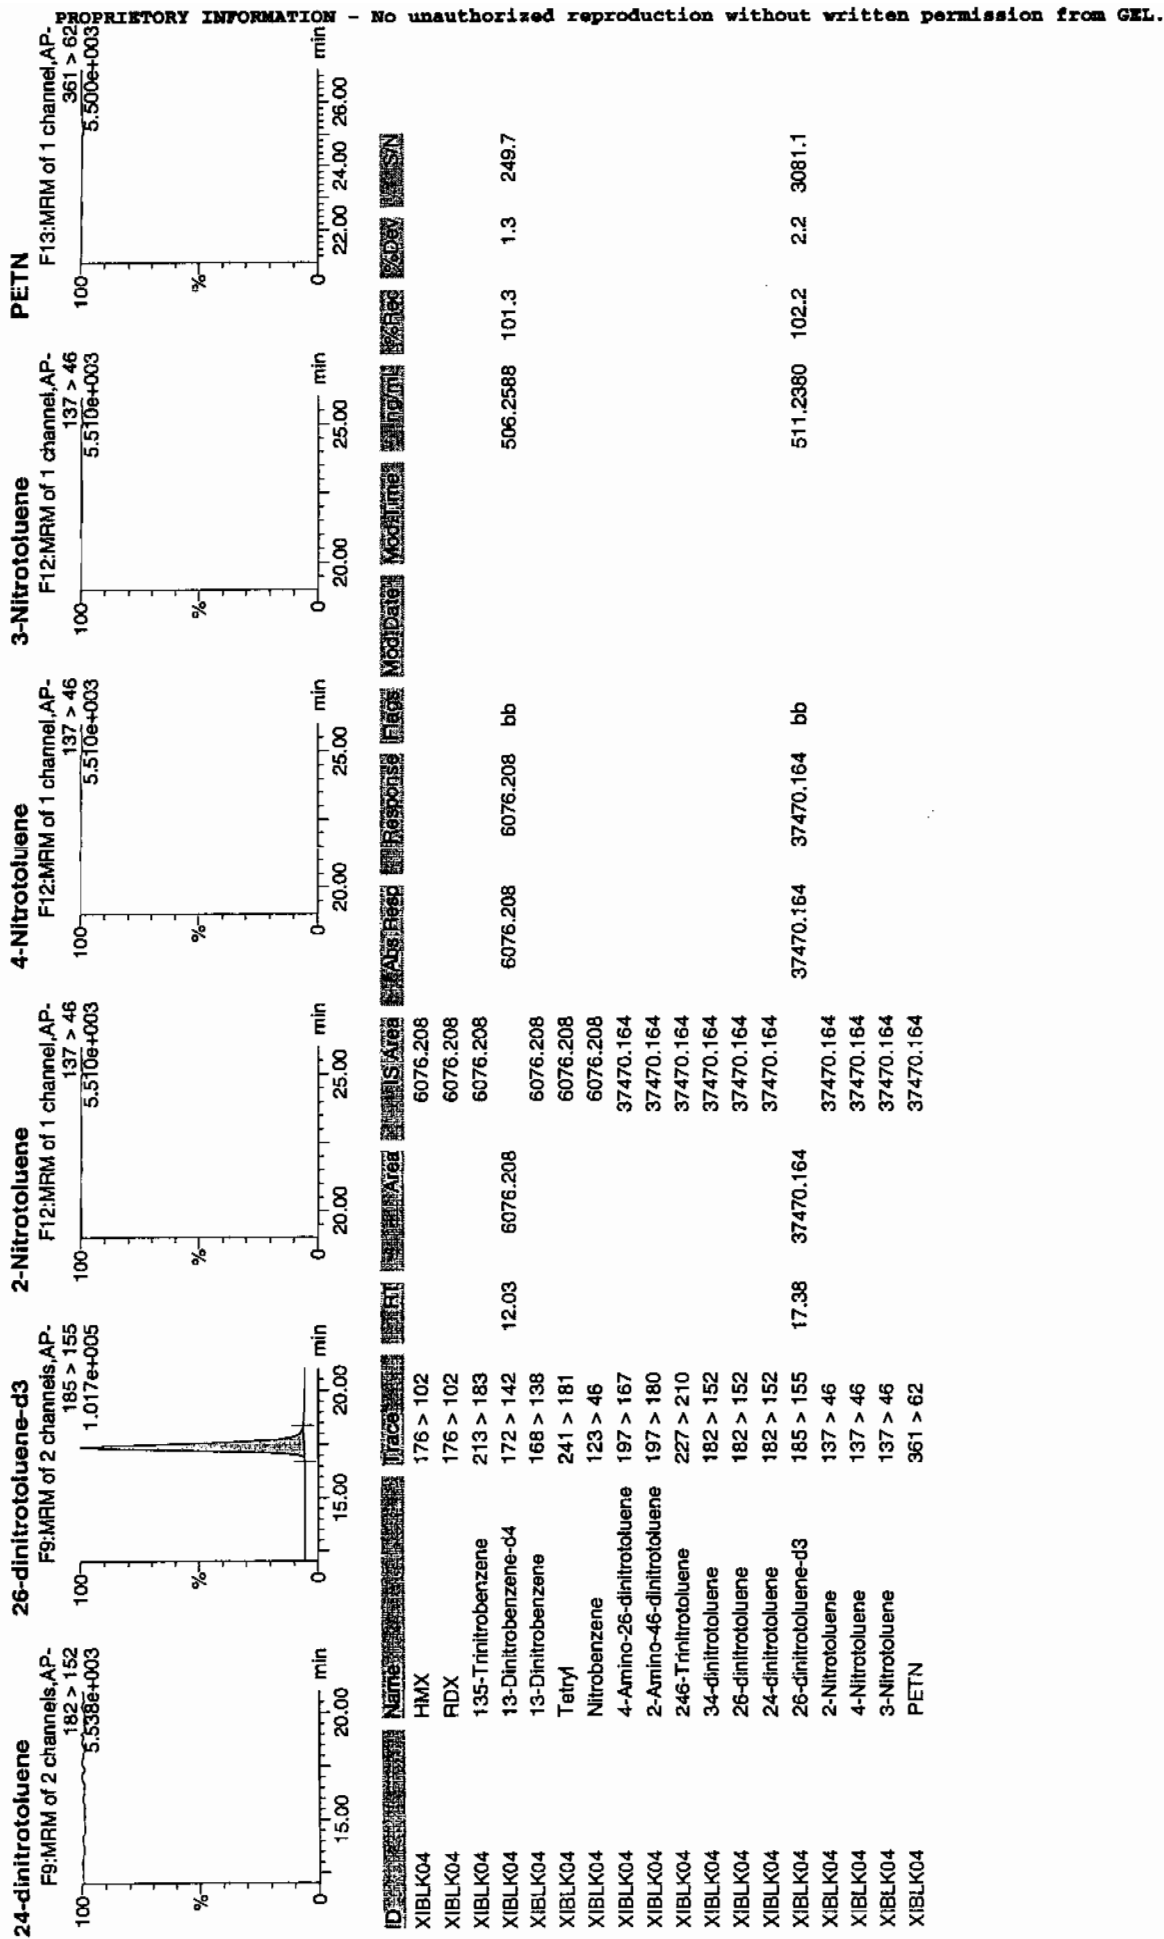 PROPRIETORY INFORMATION - No unauthorized reproduction without written permission from GEL.
24-dinitrotoluene
F9:MRM of 2 channels,AP-
182 > 152
5.538e+003
100
%
0
15.00 20.00 min
26-dinitrotoluene-d3
F9:MRM of 2 channels,AP-
185 > 155
1.017e+005
100
%
0
15.00 20.00 min
2-Nitrotoluene
F12:MRM of 1 channel,AP-
137 > 46
5.510e+003
100
%
0
20.00 25.00 min
4-Nitrotoluene
F12:MRM of 1 channel,AP-
137 > 46
5.510e+003
100
%
0
20.00 25.00 min
3-Nitrotoluene
F12:MRM of 1 channel,AP-
137 > 46
5.510e+003
100
%
0
20.00 25.00 min
PETN
F13:MRM of 1 channel,AP-
361 > 62
5.500e+003
100
%
0
22.00 24.00 26.00 min
ID Name Trace RT Area IS Area Abs.Resp Response Flags Mod.Date Mod.Time ng/mL %Rec %Dev S/N
XIBLK04 HMX 176 > 102 6076.208
XIBLK04 RDX 176 > 102 6076.208
XIBLK04 135-Trinitrobenzene 213 > 183 6076.208
XIBLK04 13-Dinitrobenzene-d4 172 > 142 12.03 6076.208 6076.208 6076.208 bb 506.2588 101.3 1.3 249.7
XIBLK04 13-Dinitrobenzene 168 > 138 6076.208
XIBLK04 Tetryl 241 > 181 6076.208
XIBLK04 Nitrobenzene 123 > 46 6076.208
XIBLK04 4-Amino-26-dinitrotoluene 197 > 167 37470.164
XIBLK04 2-Amino-46-dinitrotoluene 197 > 180 37470.164
XIBLK04 246-Trinitrotoluene 227 > 210 37470.164
XIBLK04 34-dinitrotoluene 182 > 152 37470.164
XIBLK04 26-dinitrotoluene 182 > 152 37470.164
XIBLK04 24-dinitrotoluene 182 > 152 37470.164
XIBLK04 26-dinitrotoluene-d3 185 > 155 17.38 37470.164 37470.164 37470.164 bb 511.2380 102.2 2.2 3081.1
XIBLK04 2-Nitrotoluene 137 > 46 37470.164
XIBLK04 4-Nitrotoluene 137 > 46 37470.164
XIBLK04 3-Nitrotoluene 137 > 46 37470.164
XIBLK04 PETN 361 > 62 37470.164